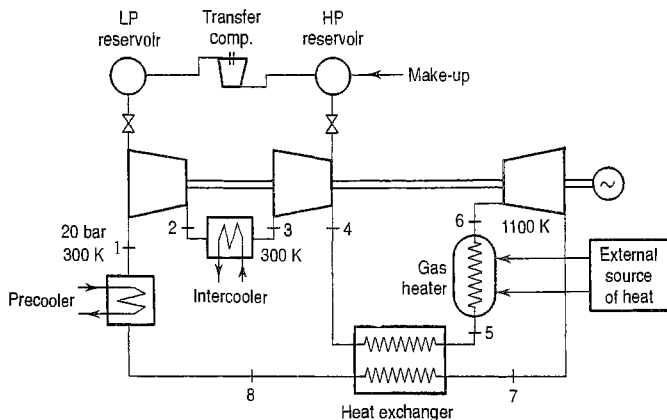 LP
reservoir
Transfer
comp.
HP
reservoir
Make-up
20 bar
300 K
1
2
3
300 K
4
6
1100 K
Precooler
Intercooler
Gas
heater
External
source
of heat
5
8
7
Heat exchanger